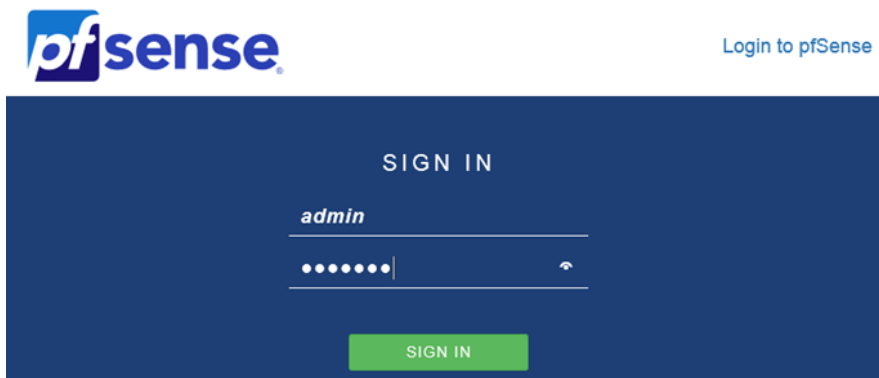 pfsense®
Login to pfSense
SIGN IN
admin
•••••••
SIGN IN